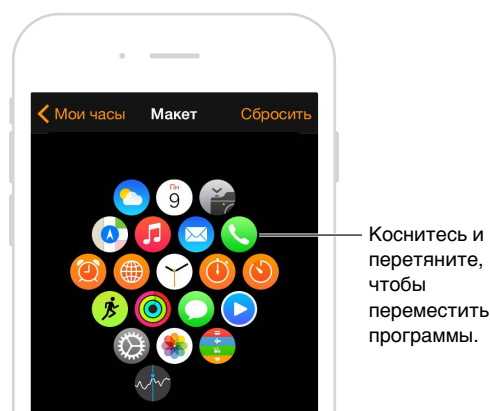 Мои часы Макет Сбросить
Пн
9
Коснитесь и
перетяните,
чтобы
переместить
программы.